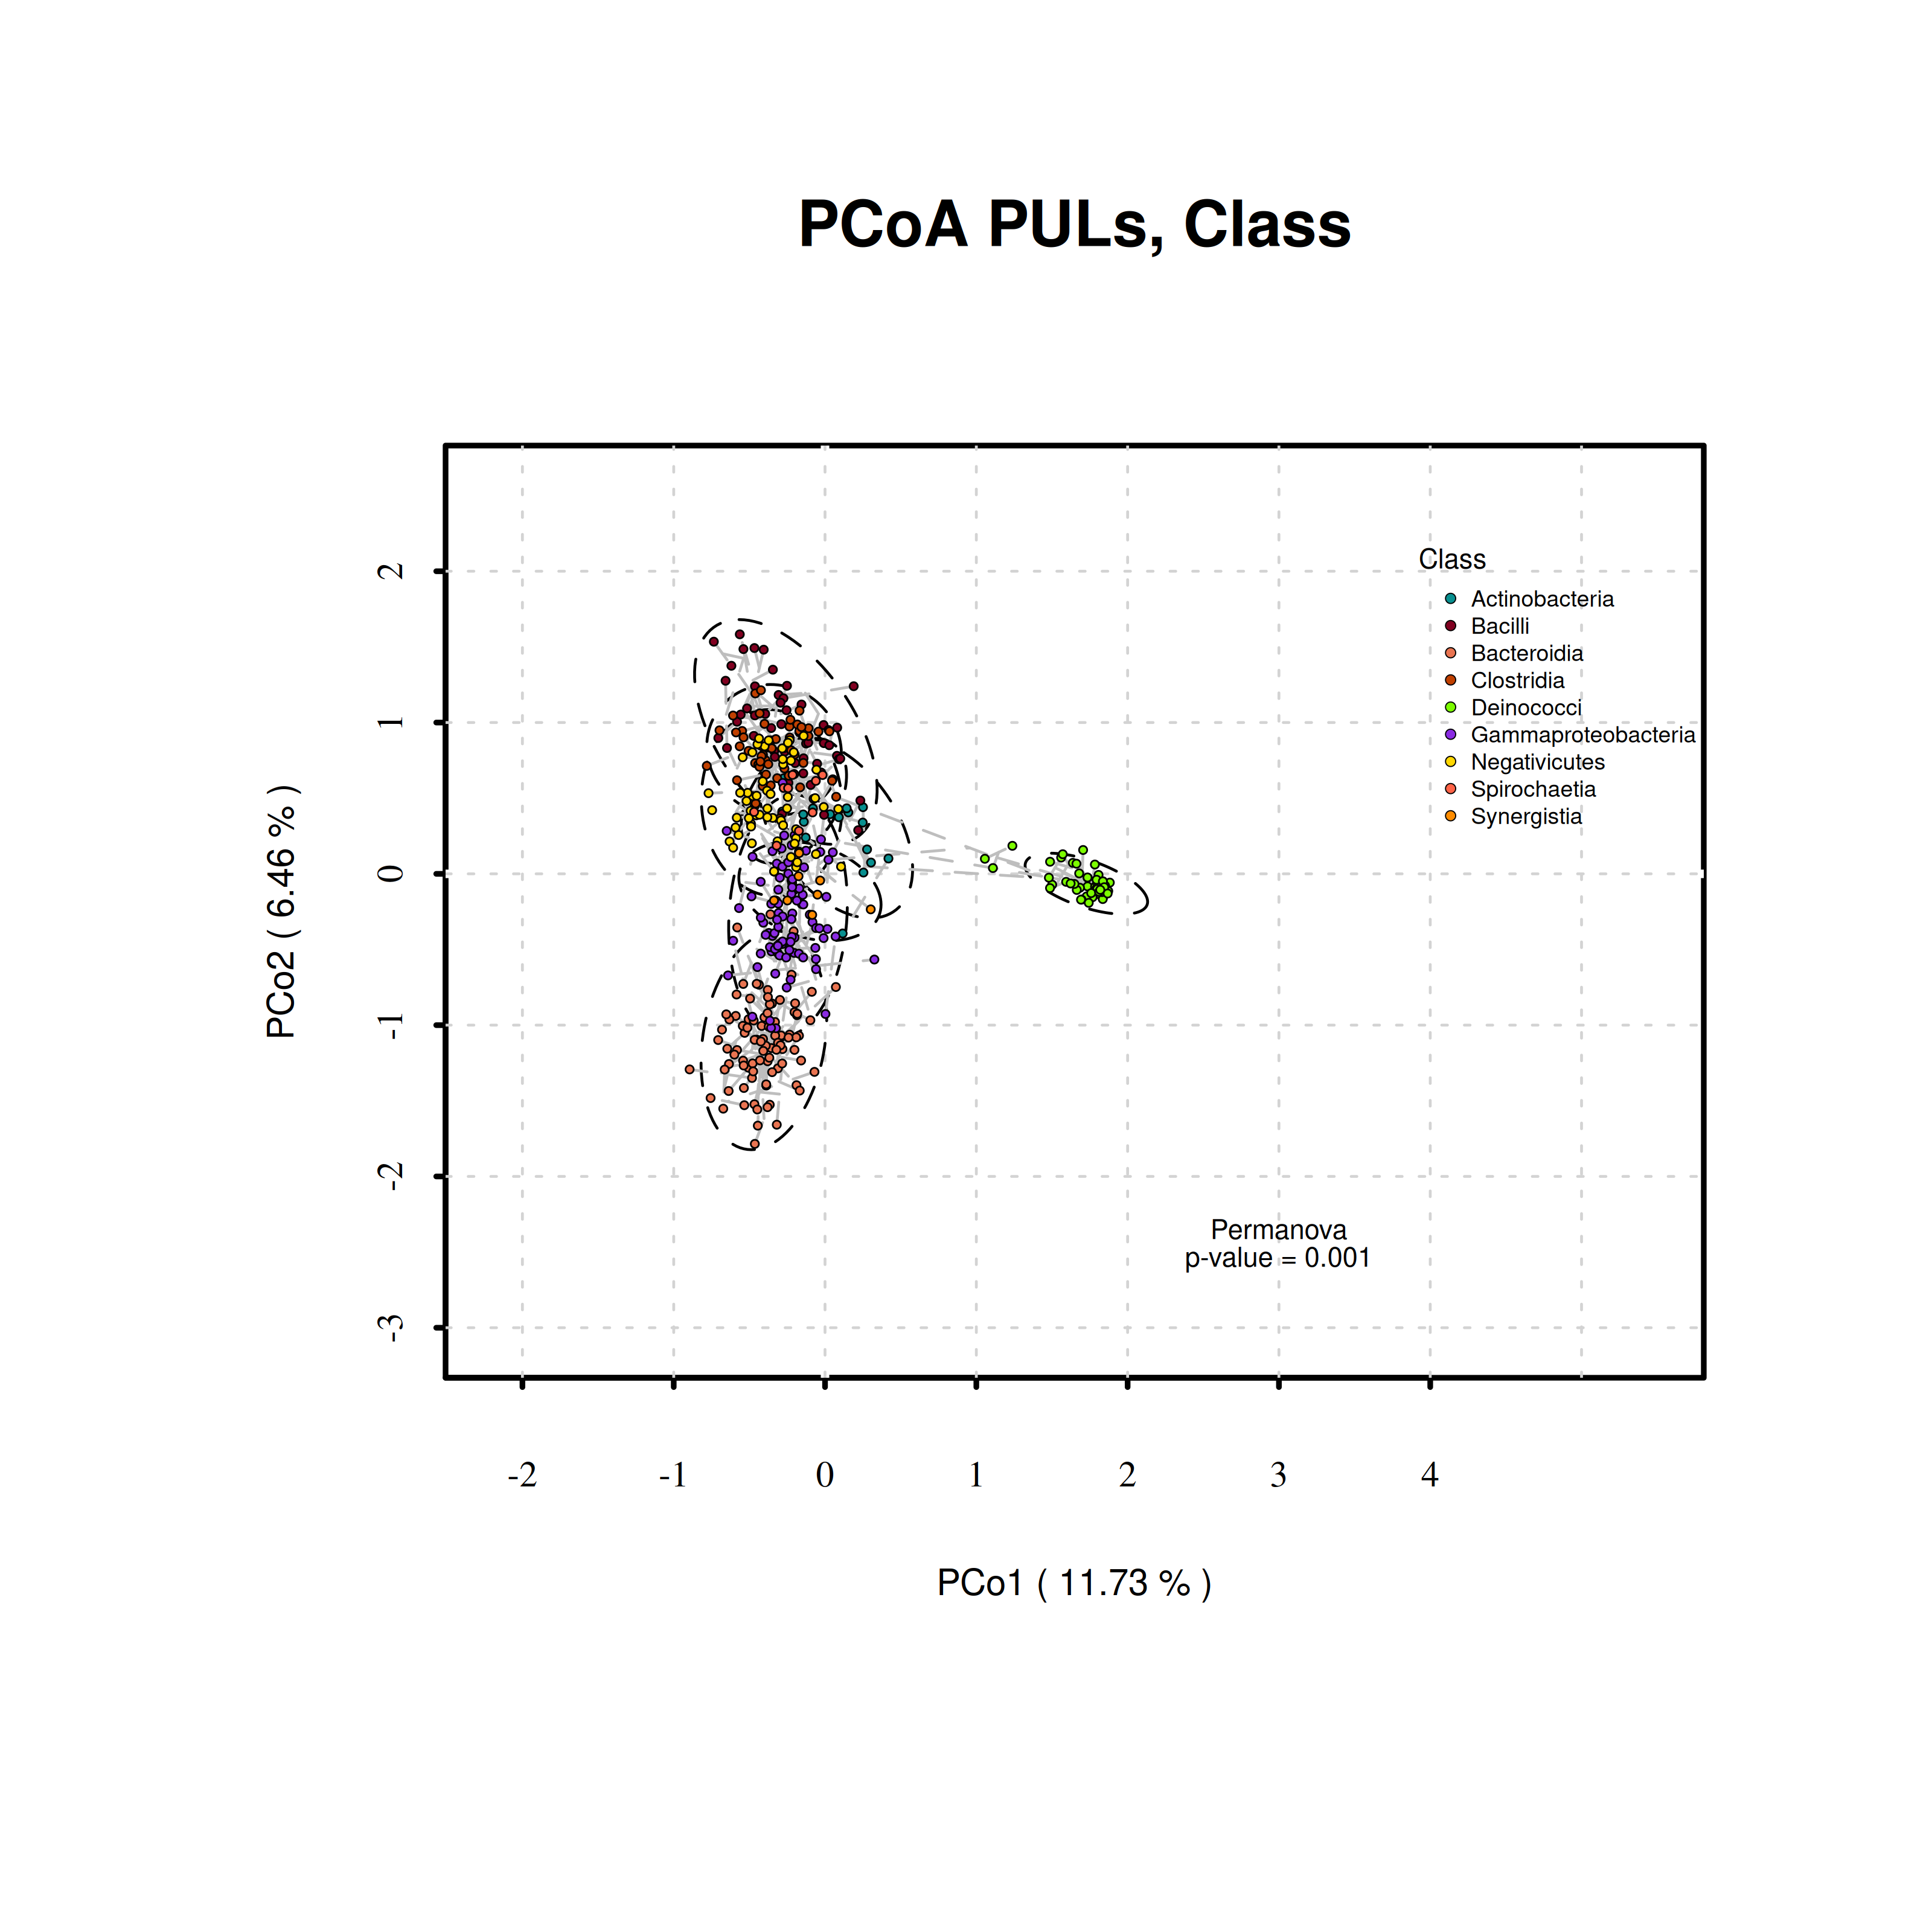 PCoA PULs, Class
PCo2 ( 6.46 % )
2
1
0
-1
-2
-3
Class
Actinobacteria
Bacilli
Bacteroidia
Clostridia
Deinococci
Gammaproteobacteria
Negativicutes
Spirochaetia
Synergistia
Permanova
p-value = 0.001
-2 -1 0 1 2 3 4
PCo1 ( 11.73 % )